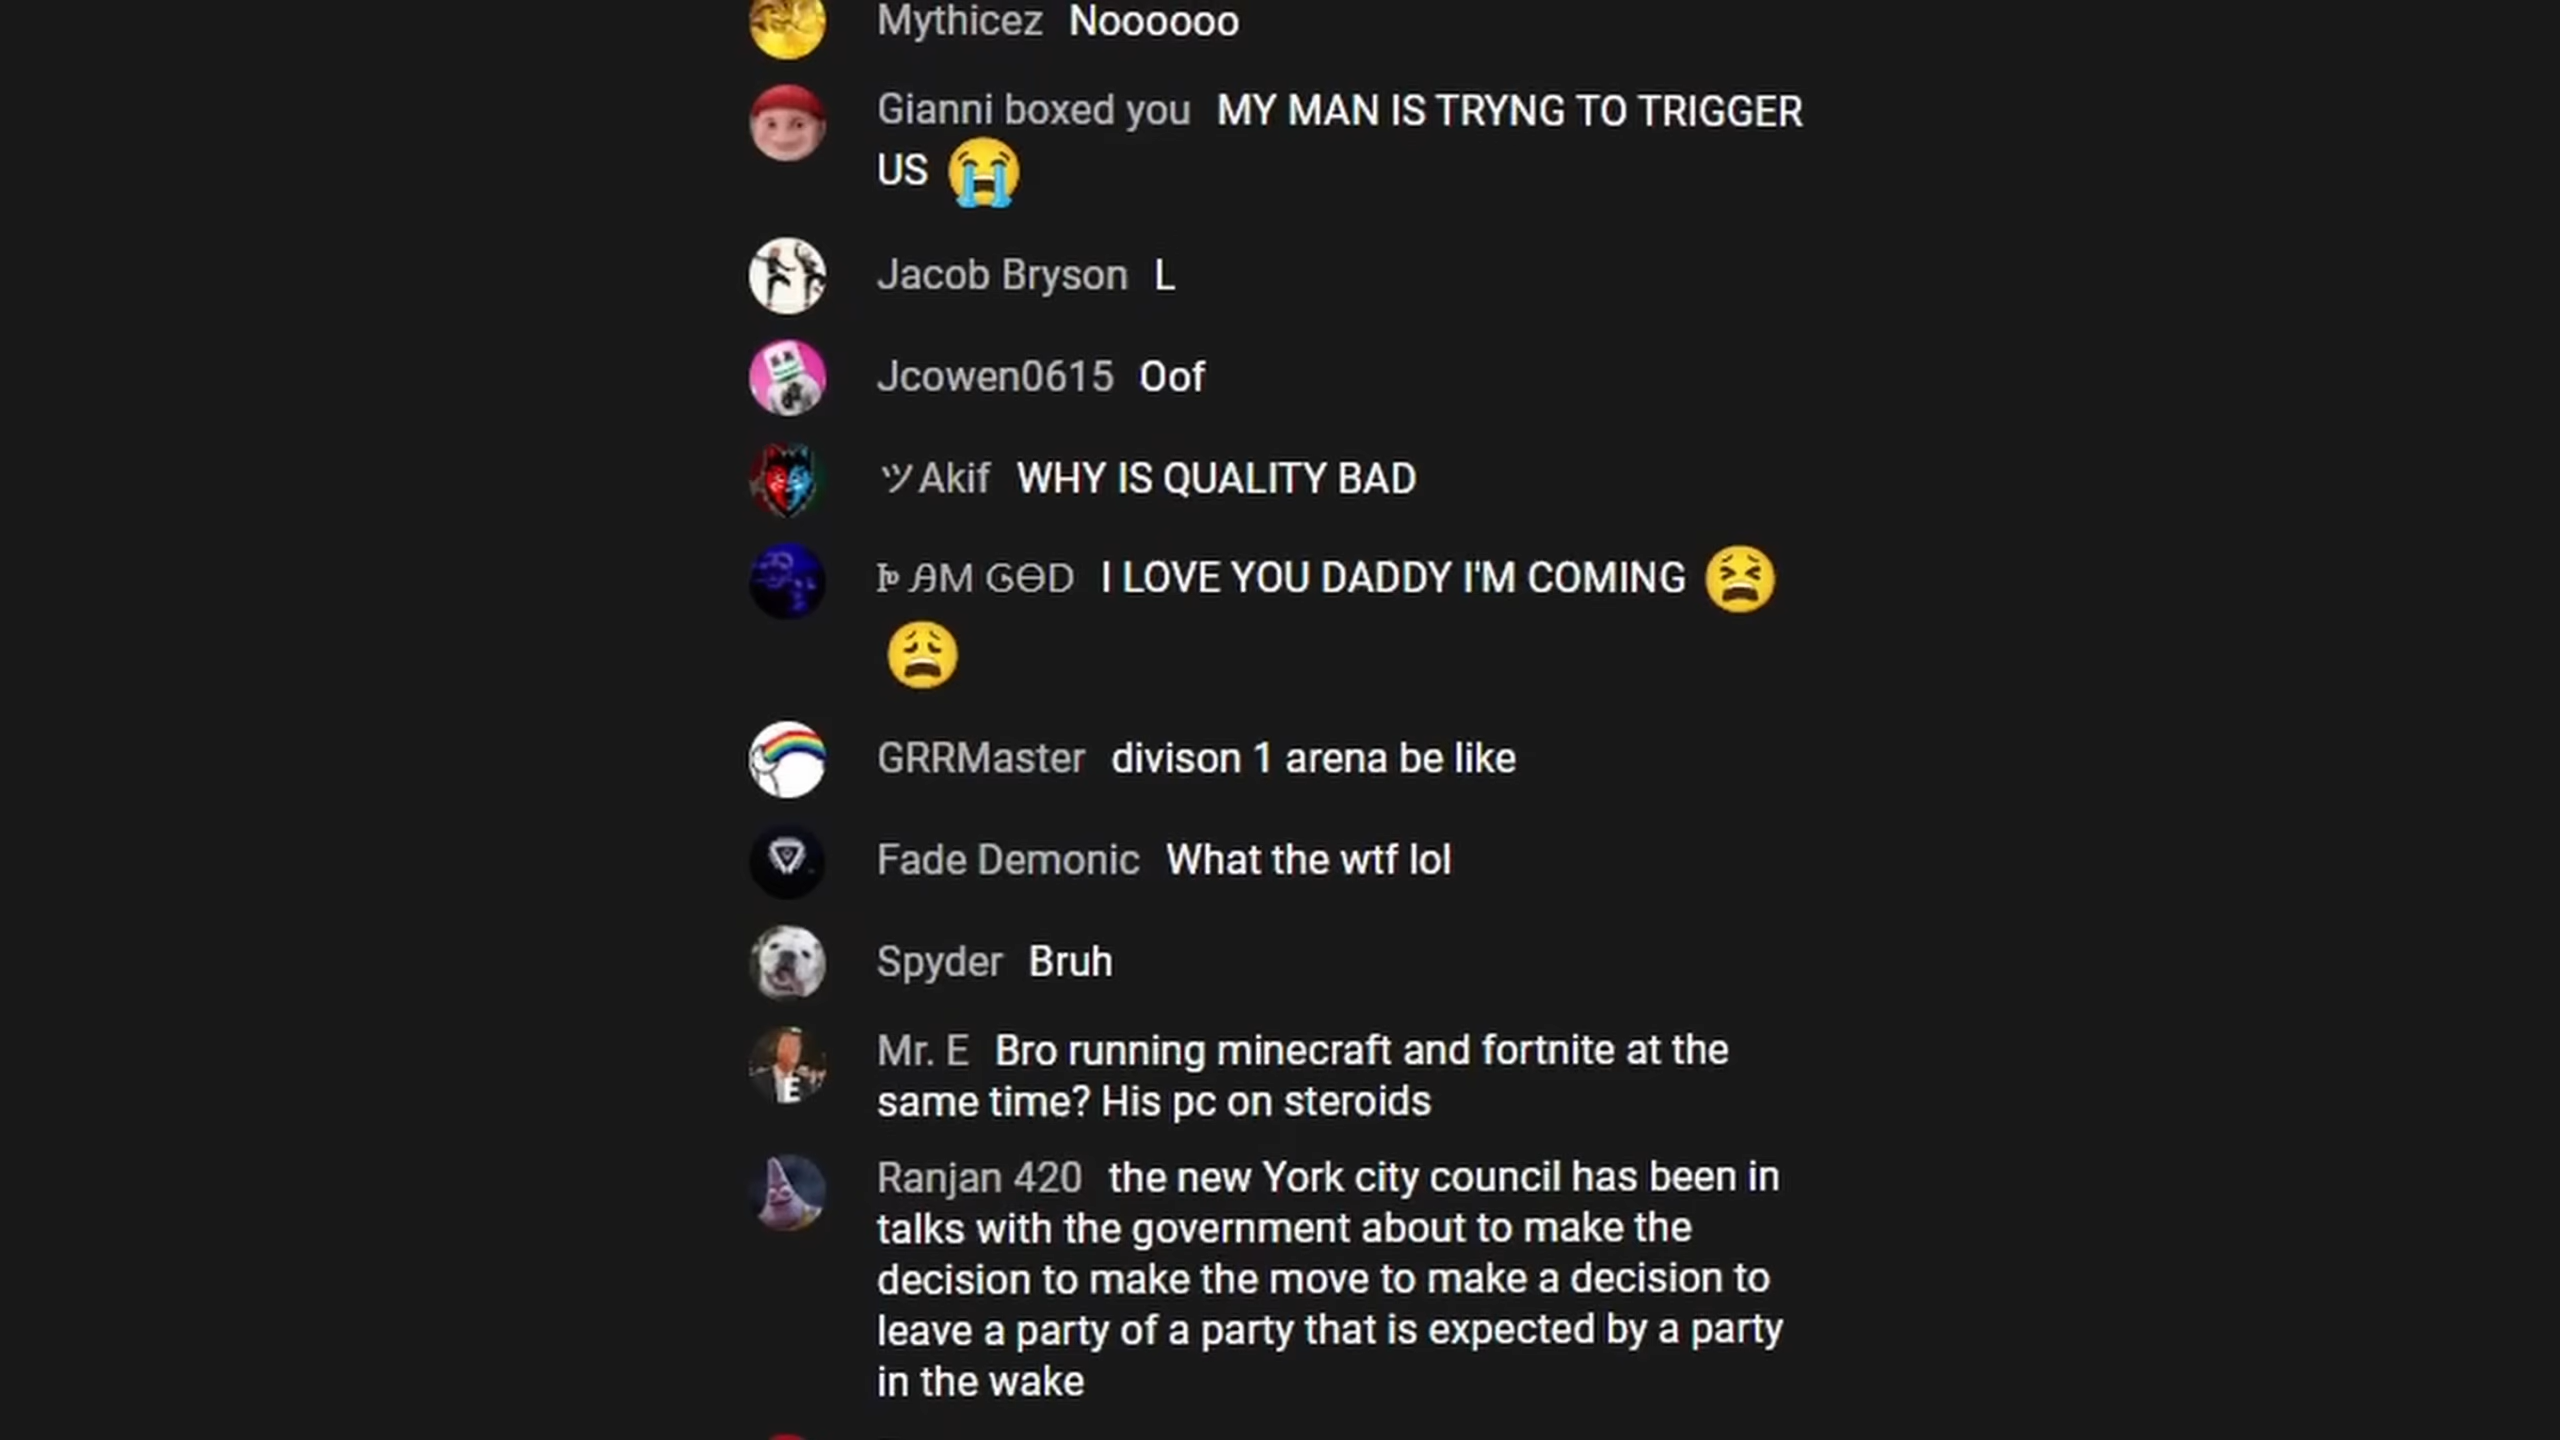 Mythicez Noooooo
Gianni boxed you MY MAN IS TRYNG TO TRIGGER
US 😭
Jacob Bryson L
Jcowen0615 Oof
ツAkif WHY IS QUALITY BAD
AM GOD I LOVE YOU DADDY I'M COMING 😫
😩
GRRMaster divison 1 arena be like
Fade Demonic What the wtf lol
Spyder Bruh
Mr. E Bro running minecraft and fortnite at the
same time? His pc on steroids
E
Ranjan 420 the new York city council has been in
talks with the government about to make the
decision to make the move to make a decision to
leave a party of a party that is expected by a party
in the wake